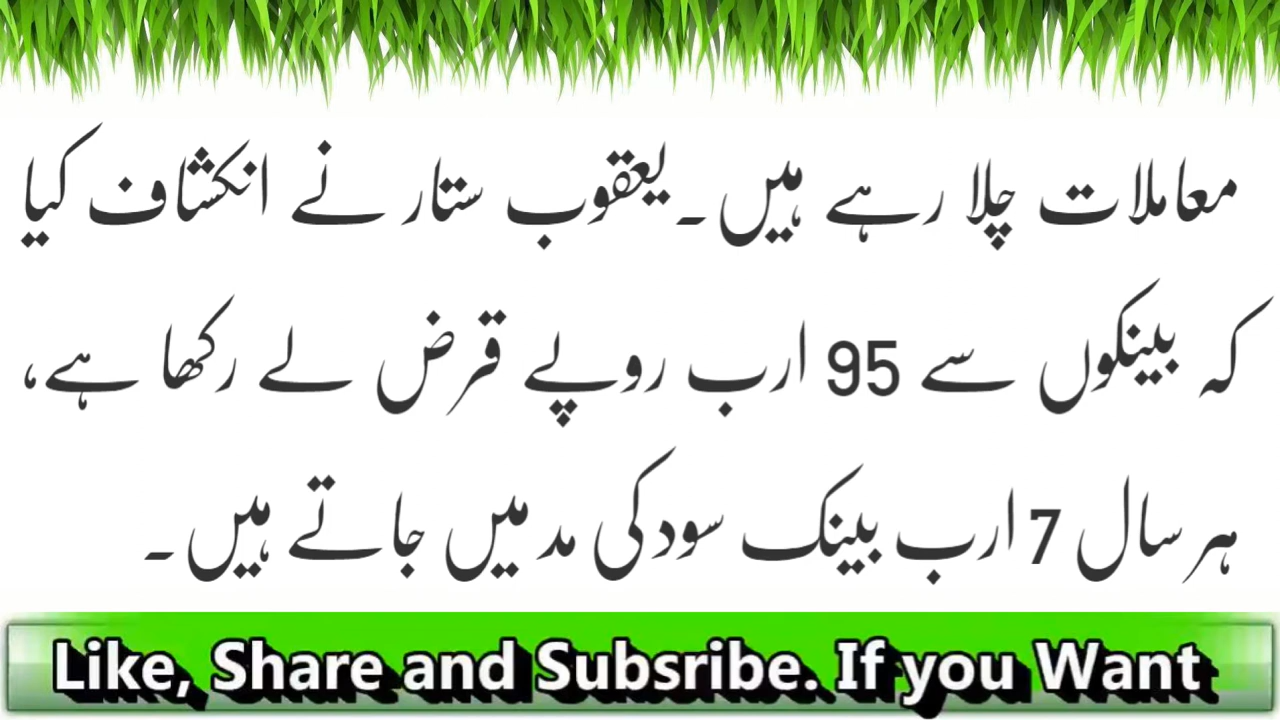 معاملات چلا رہے ہیں۔یعقوب ستار نے انکشاف کیا
کہ بینکوں سے 95 ارب روپے قرض لے رکھا ہے،
ہر سال 7 ارب بینک سود کی مد میں جاتے ہیں۔
Like, Share and Subsribe. If you Want